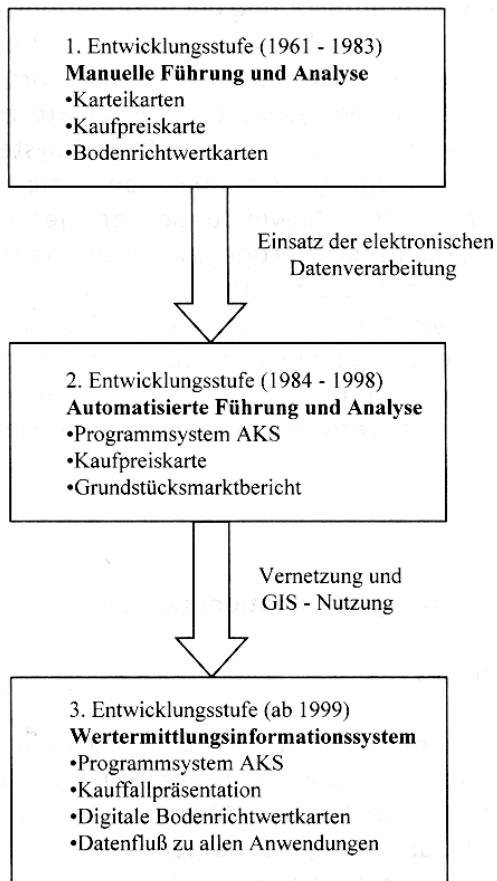 1. Entwicklungsstufe (1961 - 1983)
Manuelle Führung und Analyse
•Karteikarten
•Kaufpreiskarte
•Bodenrichtwertkarten
Einsatz der elektronischen
Datenverarbeitung
2. Entwicklungsstufe (1984 - 1998)
Automatisierte Führung und Analyse
•Programmsystem AKS
•Kaufpreiskarte
•Grundstücksmarktbericht
Vernetzung und
GIS - Nutzung
3. Entwicklungsstufe (ab 1999)
Wertermittlungsinformationssystem
•Programmsystem AKS
•Kauffallpräsentation
•Digitale Bodenrichtwertkarten
•Datenfluß zu allen Anwendungen